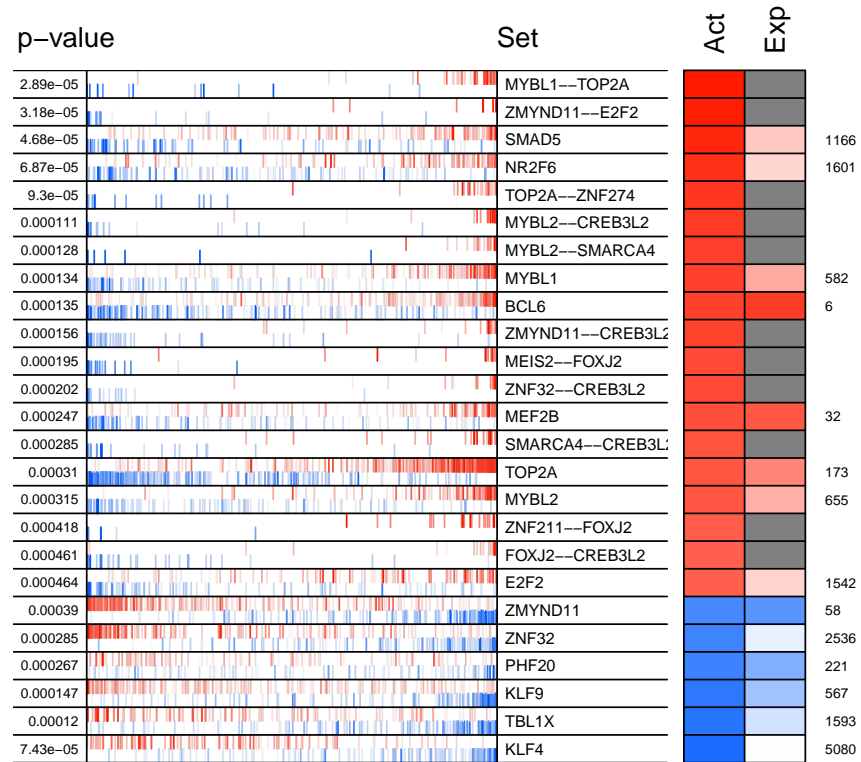 p−value Set Act Exp
2.89e−05 MYBL1−−TOP2A
3.18e−05 ZMYND11−−E2F2
4.68e−05 SMAD5 1166
6.87e−05 NR2F6 1601
9.3e−05 TOP2A−−ZNF274
0.000111 MYBL2−−CREB3L2
0.000128 MYBL2−−SMARCA4
0.000134 MYBL1 582
0.000135 BCL6 6
0.000156 ZMYND11−−CREB3L2
0.000195 MEIS2−−FOXJ2
0.000202 ZNF32−−CREB3L2
0.000247 MEF2B 32
0.000285 SMARCA4−−CREB3L2
0.00031 TOP2A 173
0.000315 MYBL2 655
0.000418 ZNF211−−FOXJ2
0.000461 FOXJ2−−CREB3L2
0.000464 E2F2 1542
0.00039 ZMYND11 58
0.000285 ZNF32 2536
0.000267 PHF20 221
0.000147 KLF9 567
0.00012 TBL1X 1593
7.43e−05 KLF4 5080